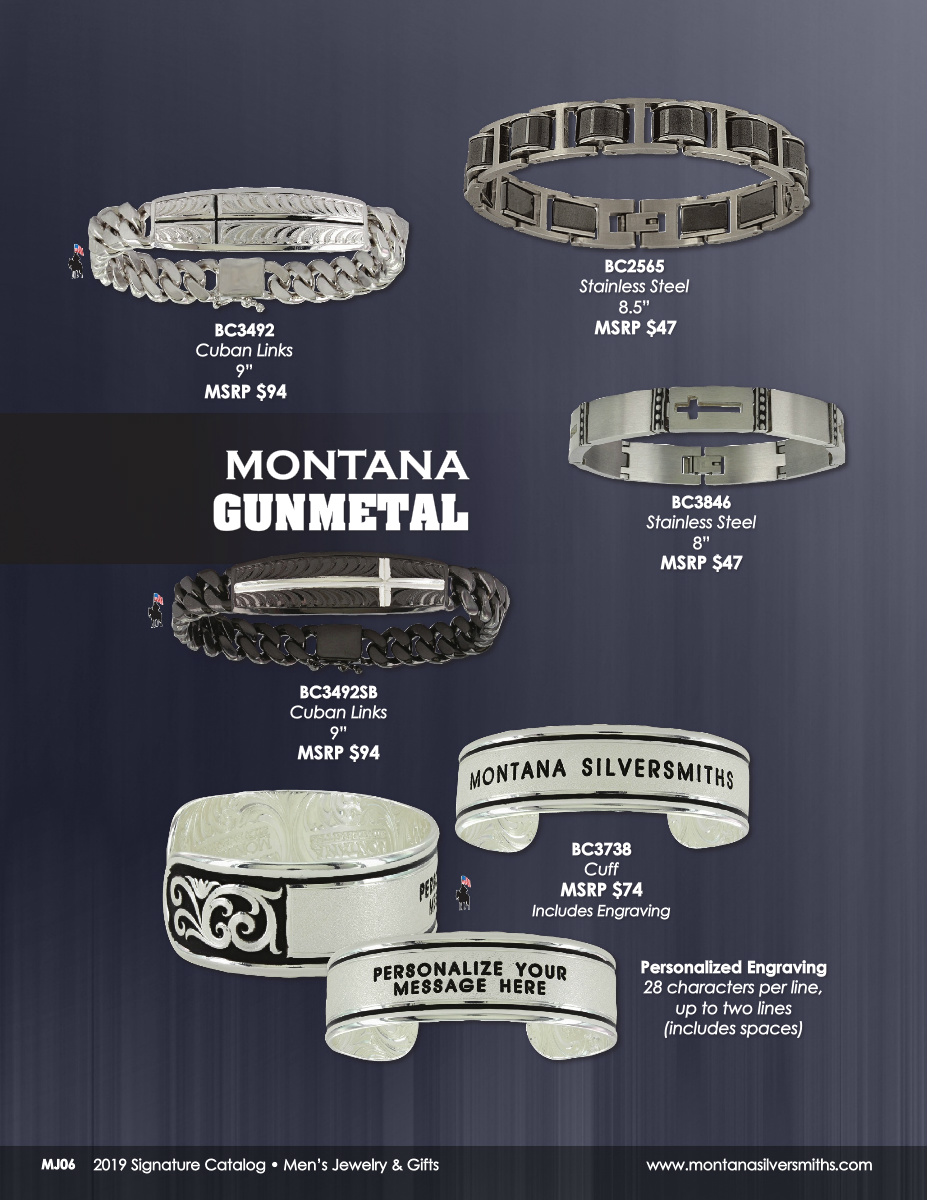 BC2565
Stainless Steel
8.5”
MSRP $47
BC3492
Cuban Links
9”
MSRP $94
MONTANA
GUNMETAL
BC3846
Stainless Steel
8”
MSRP $47
BC3492SB
Cuban Links
9”
MSRP $94
MONTANA SILVERSMITHS
BC3738
Cuff
MSRP $74
Includes Engraving
PERSONALIZE YOUR
MESSAGE HERE
Personalized Engraving
28 characters per line,
up to two lines
(includes spaces)
MJ06 2019 Signature Catalog • Men’s Jewelry & Gifts
www.montanasilversmiths.com